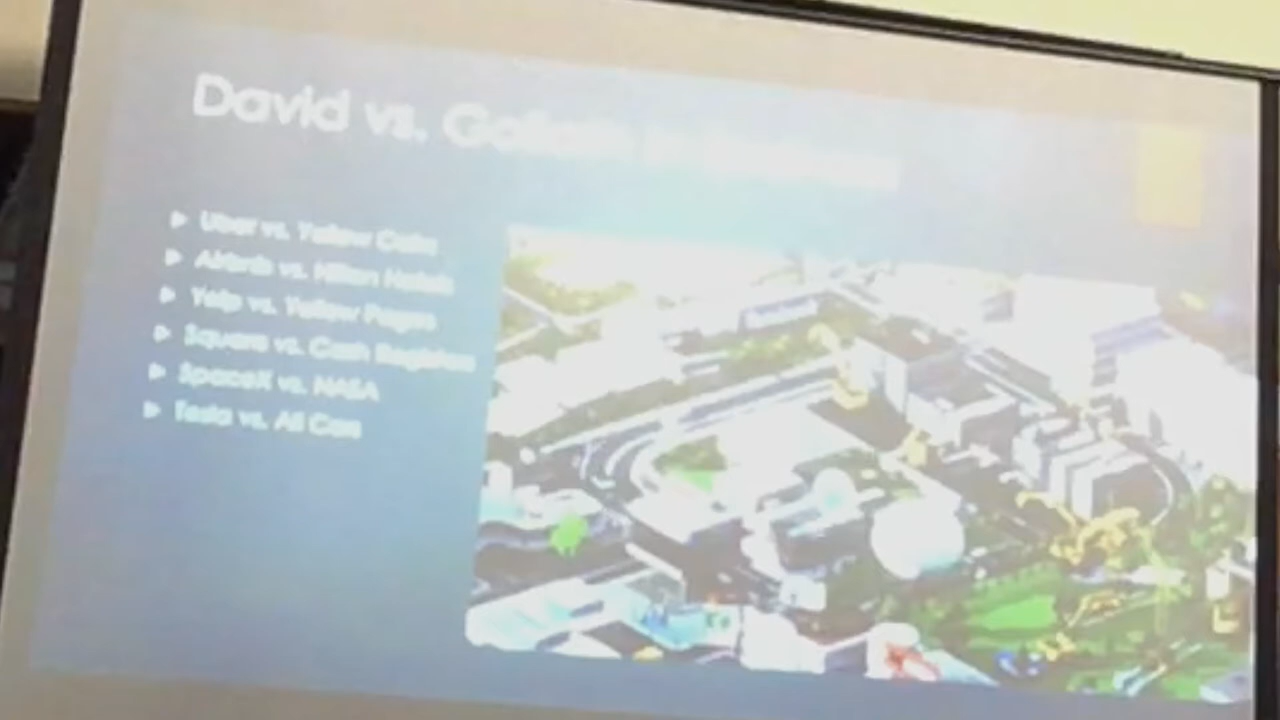 David vs. Goliath
Uber vs. Yellow Cabs
Airbnb vs. Hilton Hotels
Yelp vs. Yellow Pages
Square vs. Cash Registers
SpaceX vs. NASA
Tesla vs. All Cars